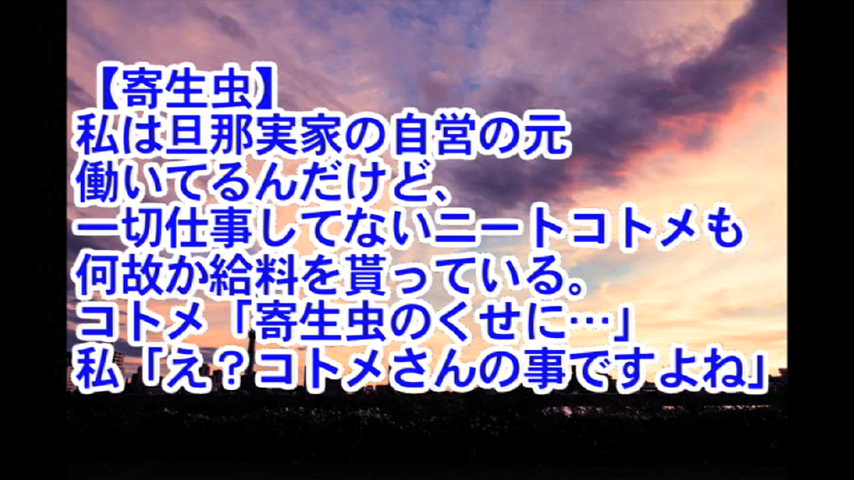 【寄生虫】
私は旦那実家の自営の元
働いてるんだけど、
一切仕事してないニートコトメも
何故か給料を貰っている。
コトメ「寄生虫のくせに…」
私「え？コトメさんの事ですよね」